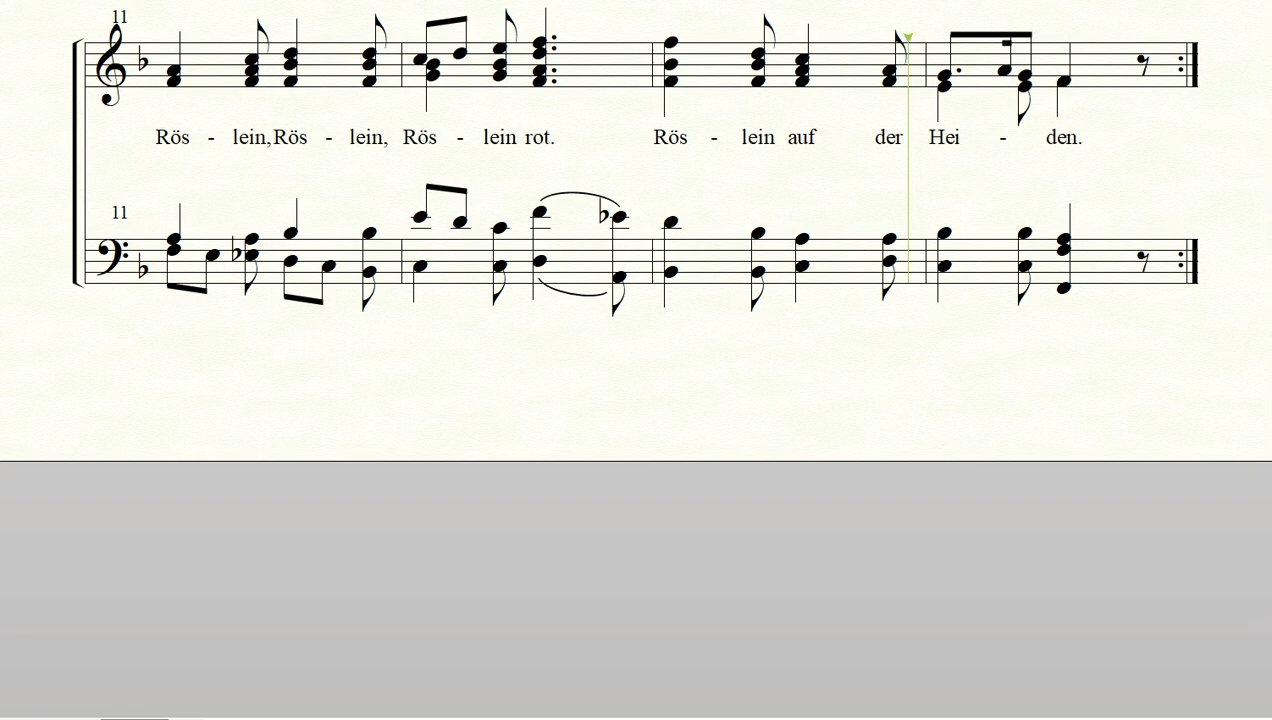 11
Rös - lein, Rös - lein, Rös - lein rot. Rös - lein auf der Hei - den.
11